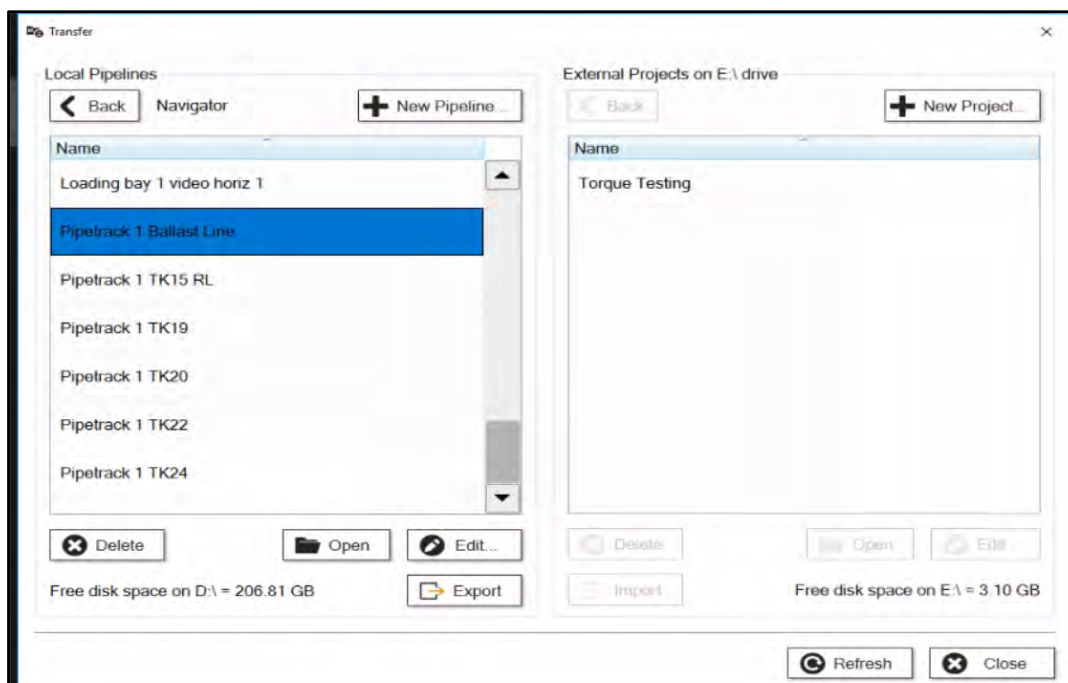 Transfer
Local Pipelines
Back Navigator New Pipeline...
Name
Loading bay 1 video horiz 1
Pipetrack 1 Ballast Line
Pipetrack 1 TK15 RL
Pipetrack 1 TK19
Pipetrack 1 TK20
Pipetrack 1 TK22
Pipetrack 1 TK24
Delete Open Edit...
Free disk space on D:\ = 206.81 GB Export
External Projects on E:\ drive
Back New Project...
Name
Torque Testing
Delete Open Edit...
Import Free disk space on E:\ = 3.10 GB
Refresh Close